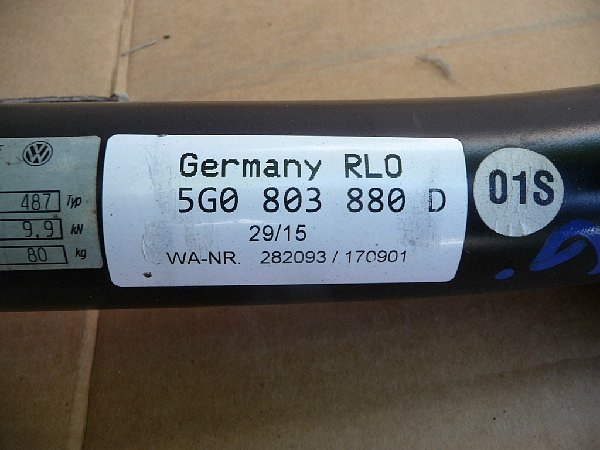 487 Typ
9.9 kN
80 kg
Germany RLO
5G0 803 880 D
29/15
WA-NR. 282093 / 170901
01S